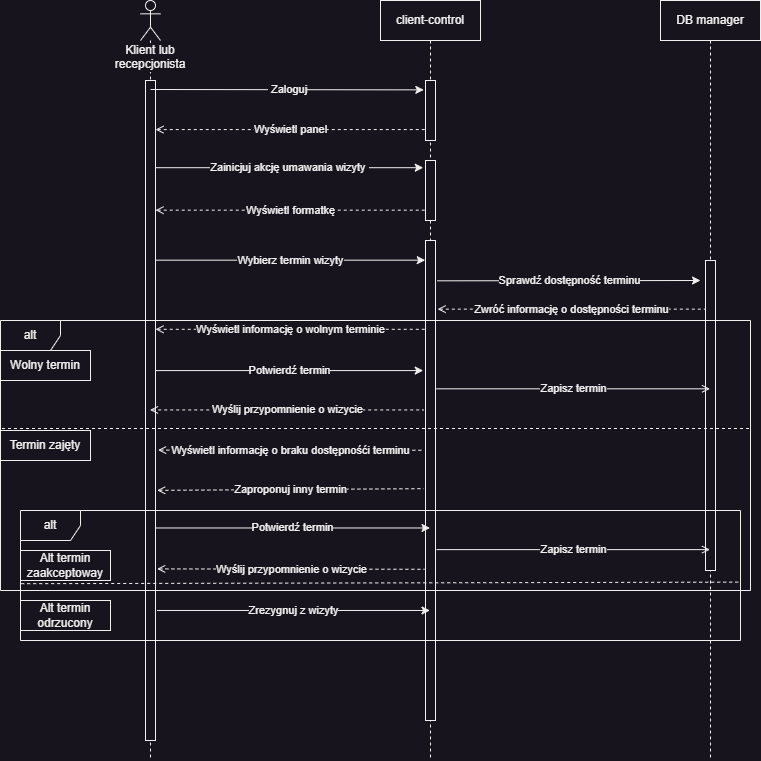 client-control
DB manager
Klient lub
recepcjonista
Zaloguj
Wyświetl panel
Zainicjuj akcję umawania wizyty
Wyświetl formatkę
Wybierz termin wizyty
Sprawdź dostępność terminu
Zwróć informację o dostępności terminu
alt
Wyświetl informację o wolnym terminie
Wolny termin
Potwierdź termin
Zapisz termin
Wyślij przypomnienie o wizycie
Termin zajęty
Wyswietl informację o braku dostępnośći terminu
Zaproponuj inny termin
alt
Potwierdź termin
Zapisz termin
Alt termin
zaakceptoway
Wyślij przypomnienie o wizycie
Alt termin
odrzucony
Zrezygnuj z wizyty